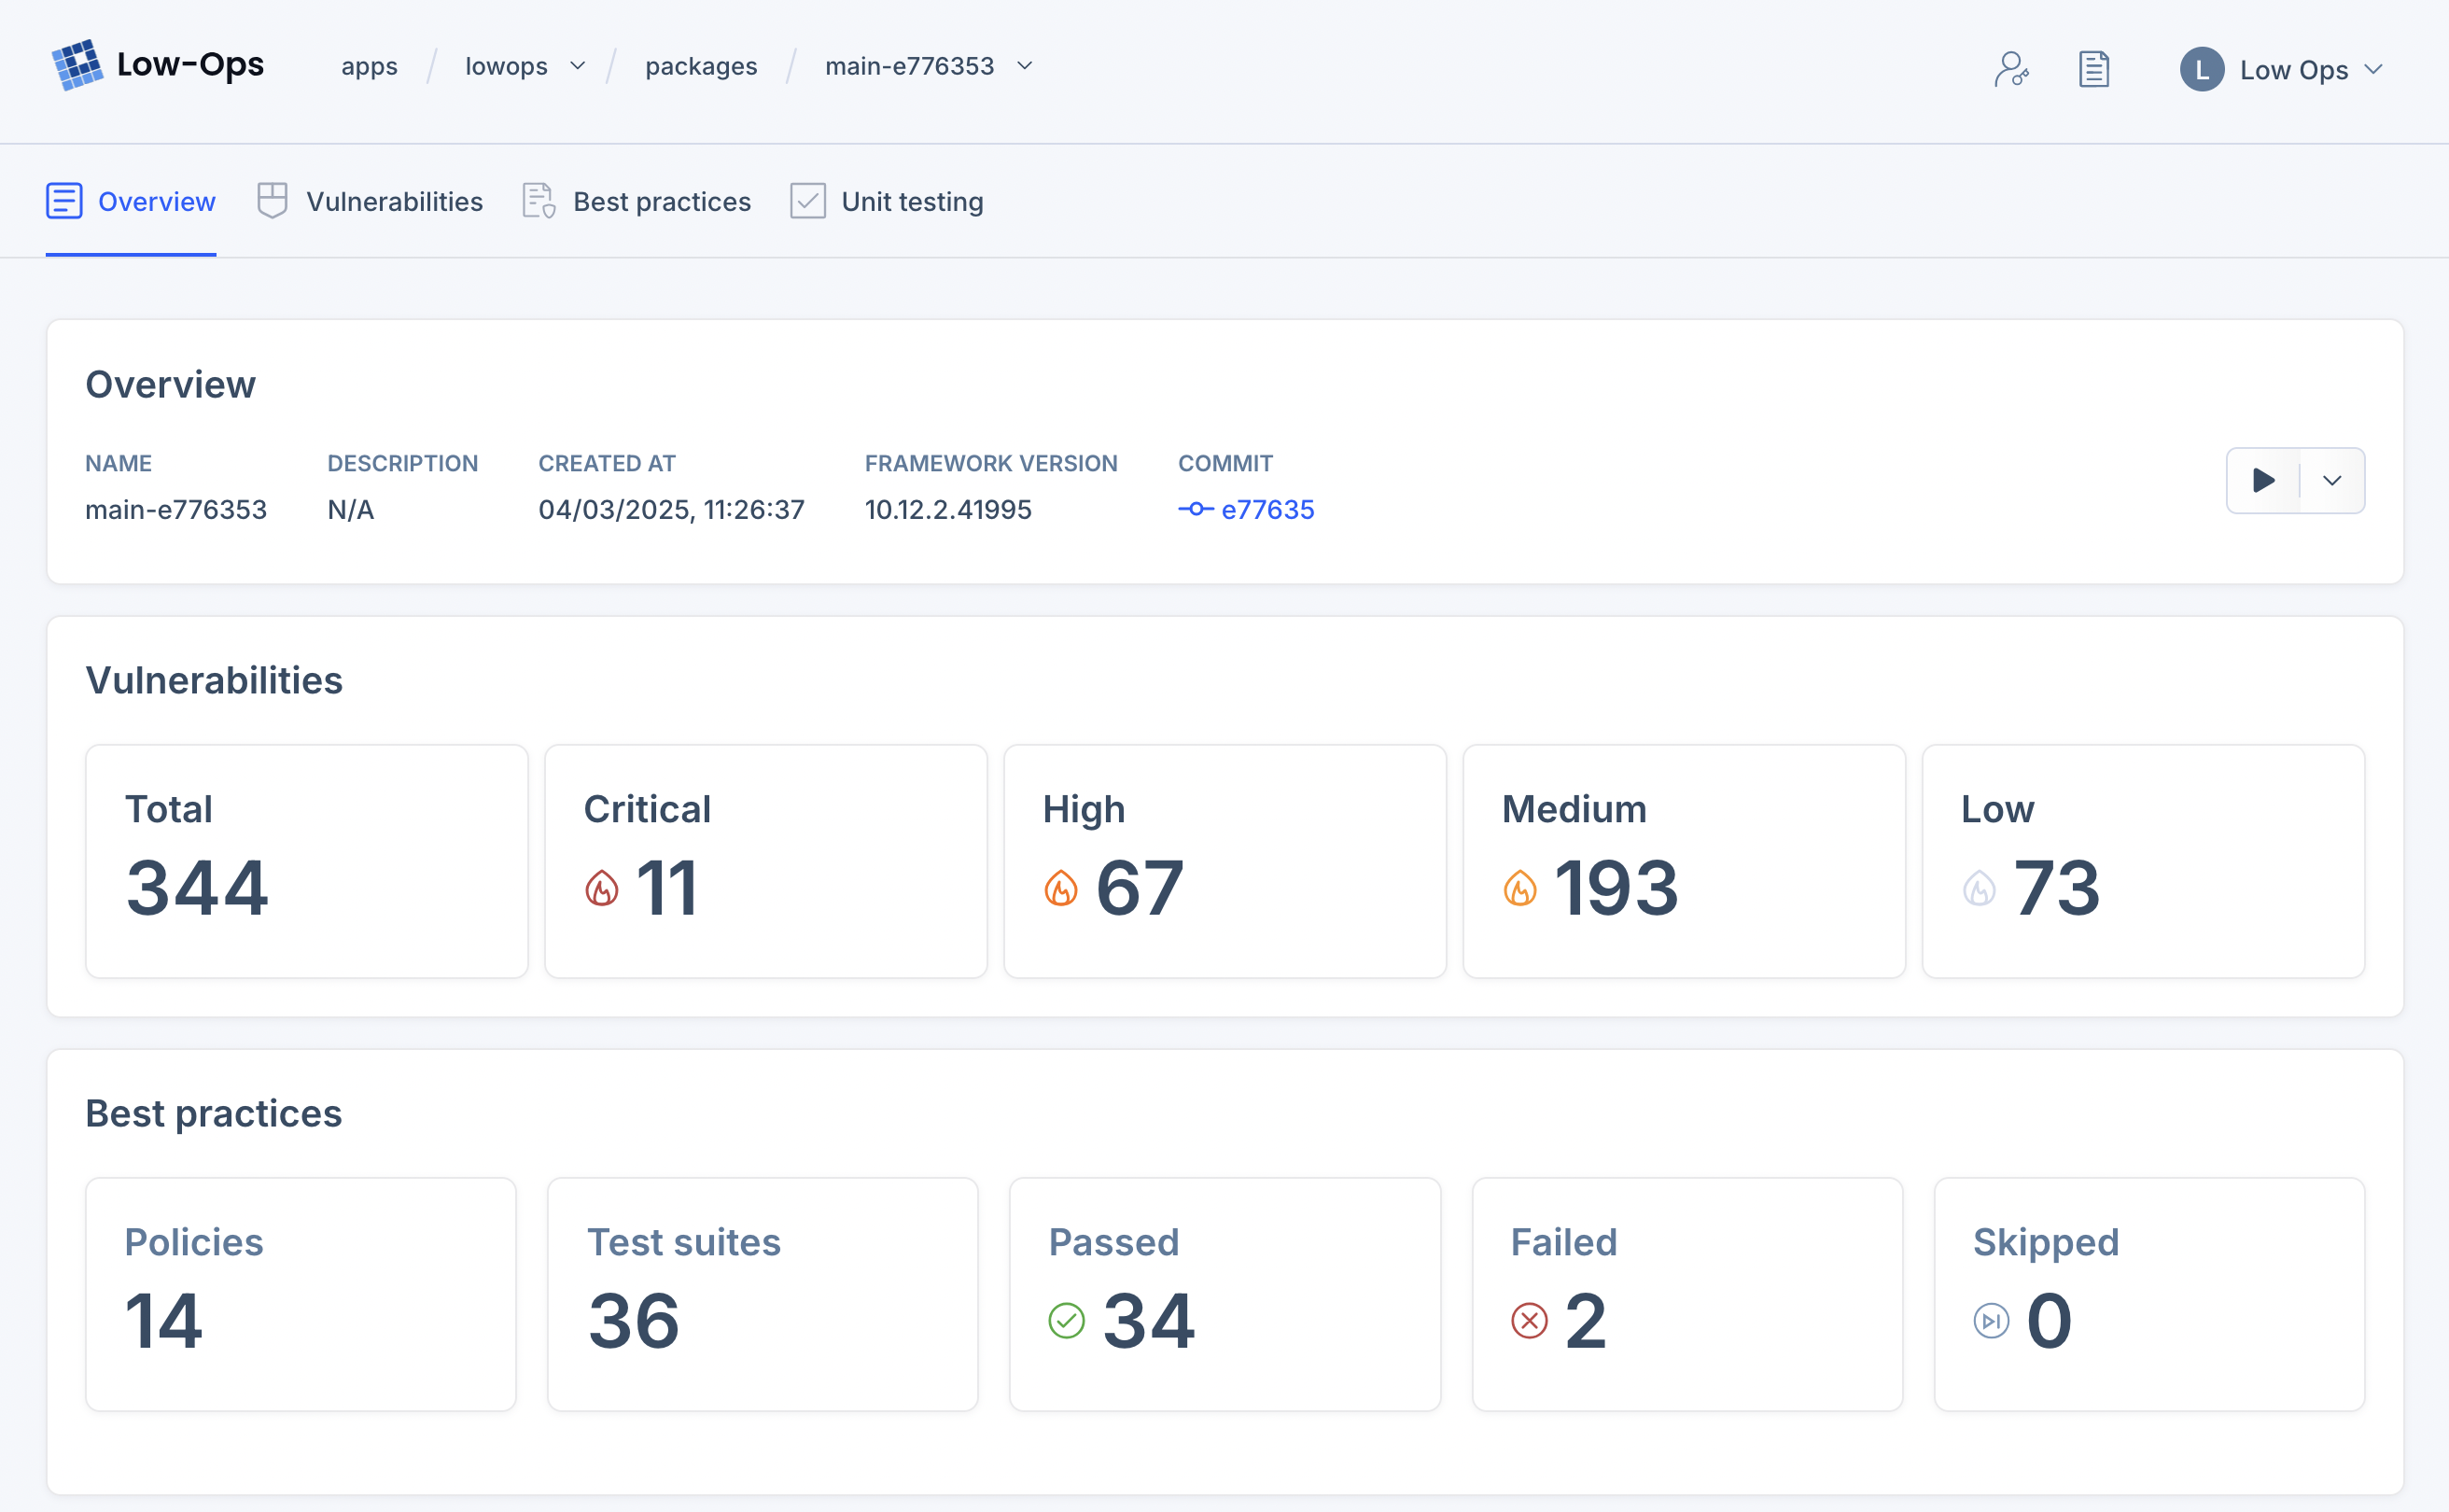 Low-Ops apps / lowops / packages / main-e776353 L Low Ops
Overview Vulnerabilities Best practices Unit testing
Overview
NAME DESCRIPTION CREATED AT FRAMEWORK VERSION COMMIT
main-e776353 N/A 04/03/2025, 11:26:37 10.12.2.41995 e77635
Vulnerabilities
Total Critical High Medium Low
344 11 67 193 73
Best practices
Policies Test suites Passed Failed Skipped
14 36 34 2 0